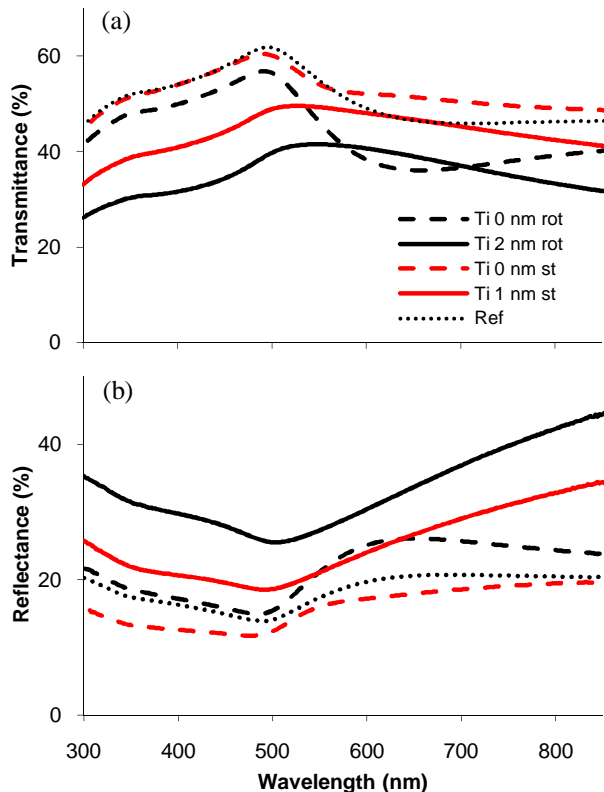 (a)
60
40
20
0
Transmittance (%)
Ti 0 nm rot
Ti 2 nm rot
Ti 0 nm st
Ti 1 nm st
Ref
(b)
40
20
0
Reflectance (%)
300 400 500 600 700 800
Wavelength (nm)